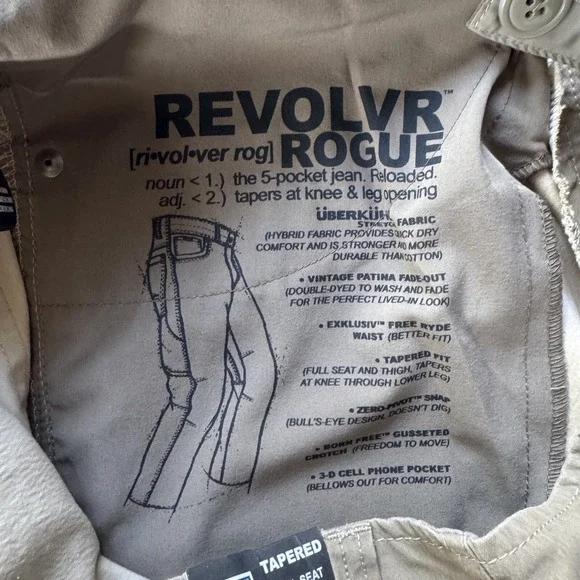 REVOLVR™
[ri•vol•ver rog] ROGUE
noun < 1.) the 5-pocket jean. Reloaded.
adj. < 2.) tapers at knee & leg opening
ÜBERKÜHL
STRETCH FABRIC
(HYBRID FABRIC PROVIDES QUICK DRY
COMFORT AND IS STRONGER AND MORE
DURABLE THAN COTTON)
• VINTAGE PATINA FADE-OUT
(DOUBLE-DYED TO WASH AND FADE
FOR THE PERFECT LIVED-IN LOOK)
• EXKLUSIV™ FREE RYDE
WAIST (BETTER FIT)
• TAPERED FIT
(FULL SEAT AND THIGH, TAPERS
AT KNEE THROUGH LOWER LEG)
• ZERO-PIVOT™ SNAP
(BULL'S-EYE DESIGN, DOESN'T DIG)
• BORN FREE™ GUSSETED
CROTCH (FREEDOM TO MOVE)
• 3-D CELL PHONE POCKET
(BELLOWS OUT FOR COMFORT)
TAPERED
SEAT